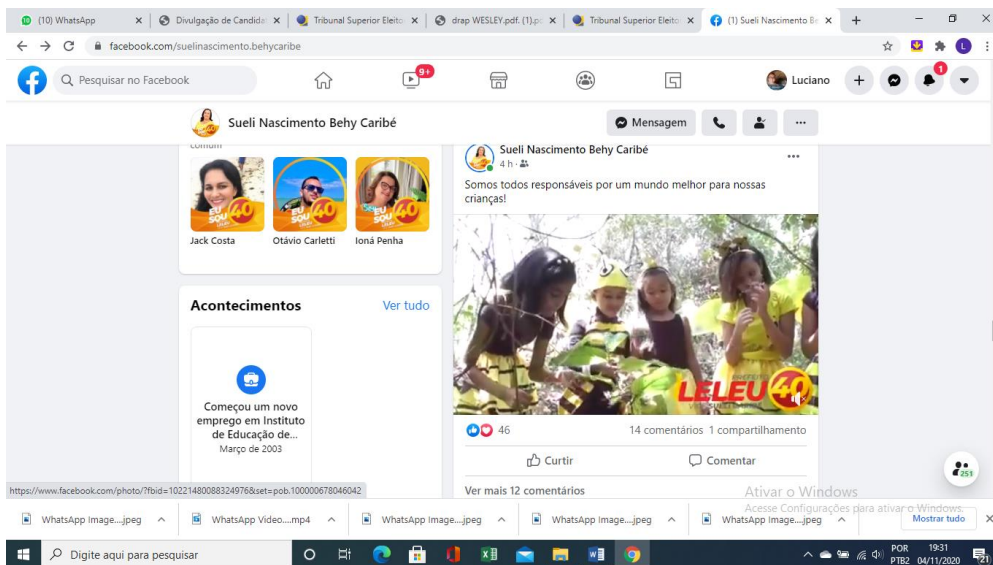 (10) WhatsApp
Divulgação de Candida
Tribunal Superior Eleito
drap WESLEY.pdf. (1).p
Tribunal Superior Eleito
(1) Sueli Nascimento Be
facebook.com/suelinascimento.behycaribe
L
Pesquisar no Facebook
9+
Luciano
1
Sueli Nascimento Behy Caribé
Mensagem
comum
EU SOU 40
EU SOU 40
EU SOU 40
Jack Costa
Otávio Carletti
Ioná Penha
Acontecimentos
Ver tudo
Começou um novo
emprego em Instituto
de Educação de...
Março de 2003
Sueli Nascimento Behy Caribé
4 h
Somos todos responsáveis por um mundo melhor para nossas
crianças!
LELEU 40
46
14 comentários 1 compartilhamento
Curtir
Comentar
Ver mais 12 comentários
251
https://www.facebook.com/photo/?fbid=10221480088324976&set=pob.100000678046042
Ativar o Windows
Acesse Configurações para ativar o Windows.
WhatsApp Image....jpeg
WhatsApp Video....mp4
WhatsApp Image....jpeg
WhatsApp Image....jpeg
WhatsApp Image....jpeg
Mostrar tudo
Digite aqui para pesquisar
POR
PTB2
19:31
04/11/2020
21